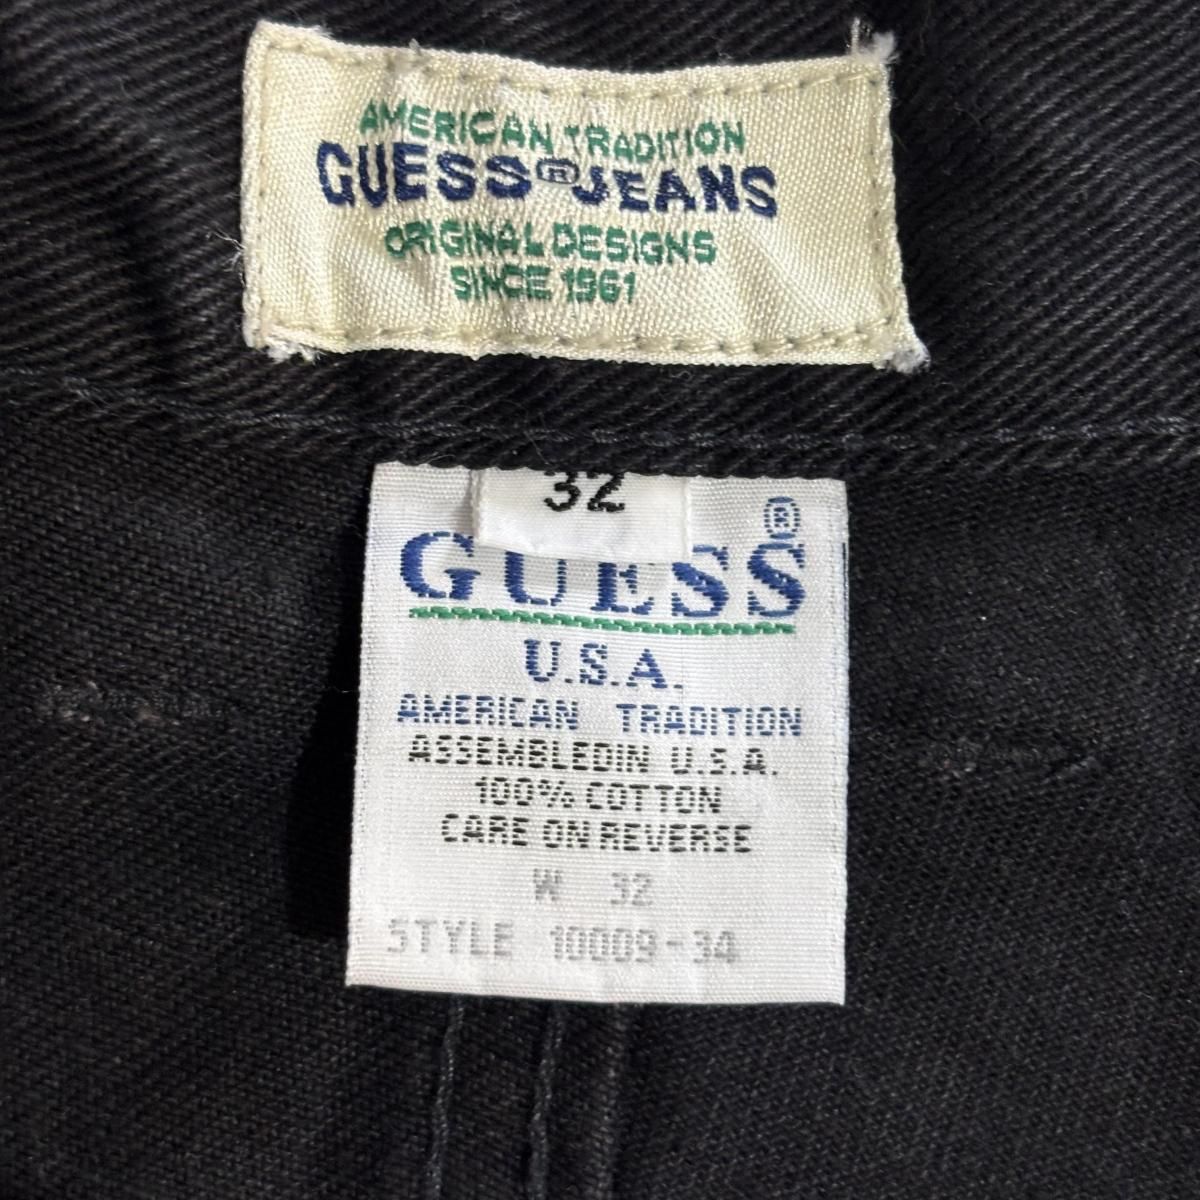 AMERICAN TRADITION
GUESS®JEANS
ORIGINAL DESIGNS
SINCE 1961
32
GUESS®
U.S.A.
AMERICAN TRADITION
ASSEMBLEDIN U.S.A.
100% COTTON
CARE ON REVERSE
W 32
STYLE 10009-34